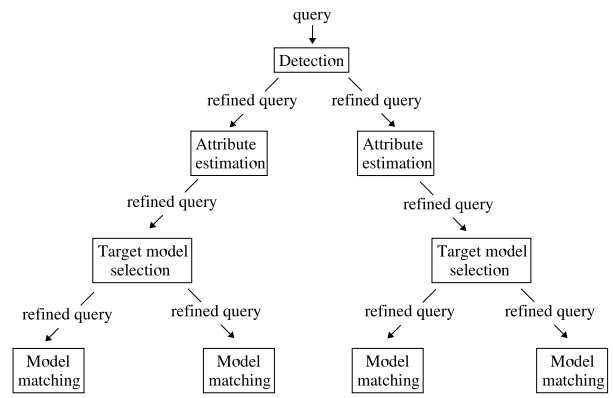 query
Detection
refined query refined query
Attribute estimation
Attribute estimation
refined query refined query
Target model selection
Target model selection
refined query refined query refined query refined query
Model matching
Model matching
Model matching
Model matching